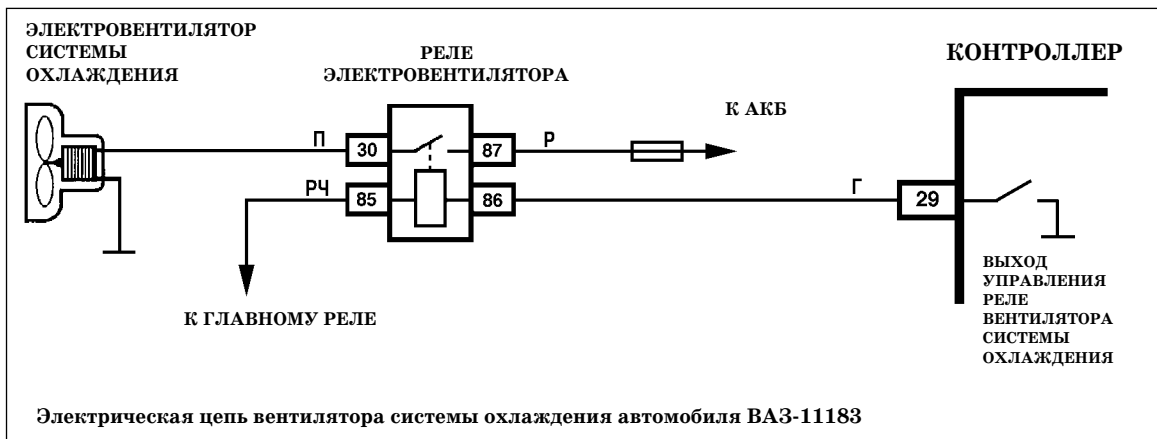 ЭЛЕКТРОВЕНТИЛЯТОР
СИСТЕМЫ
ОХЛАЖДЕНИЯ
РЕЛЕ
ЭЛЕКТРОВЕНТИЛЯТОРА
КОНТРОЛЛЕР
К АКБ
П
30
87
Р
РЧ
85
86
Г
29
К ГЛАВНОМУ РЕЛЕ
ВЫХОД
УПРАВЛЕНИЯ
РЕЛЕ
ВЕНТИЛЯТОРА
СИСТЕМЫ
ОХЛАЖДЕНИЯ
Электрическая цепь вентилятора системы охлаждения автомобиля ВАЗ-11183